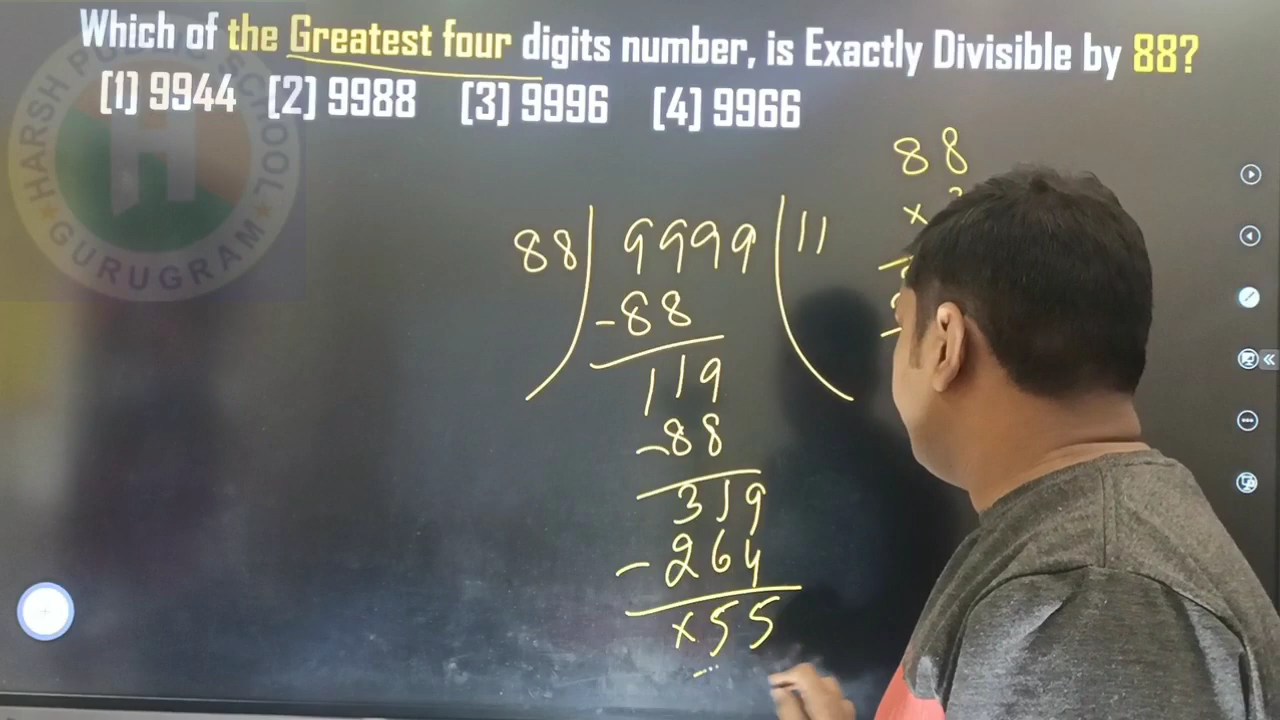 Which of the Greatest four digits number, is Exactly Divisible by 88?
[1] 9944 [2] 9988 [3] 9996 [4] 9966
HARSH PUBLIC SCHOOL
H
GURUGRAM
88
×
88) 9999 (11
-88
119
-88
319
-264
×55